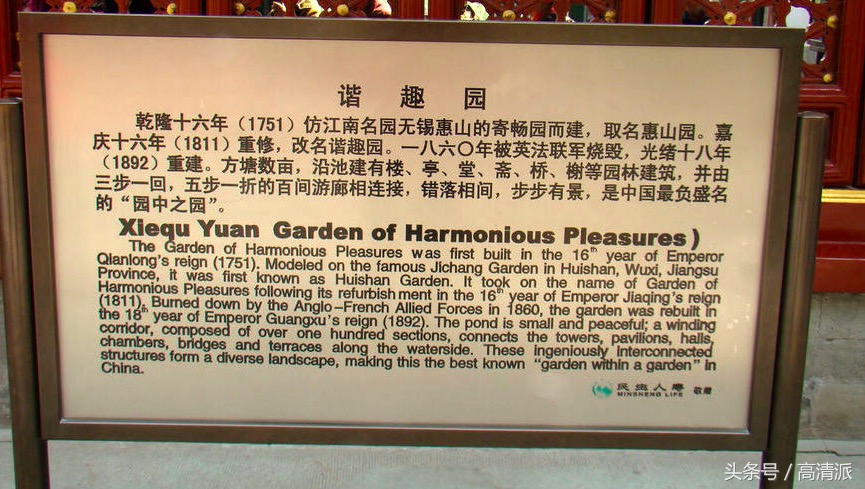 谐趣园
乾隆十六年（1751）仿江南名园无锡惠山的寄畅园而建，取名惠山园。嘉
庆十六年（1811）重修，改名谐趣园。一八六〇年被英法联军烧毁，光绪十八年
（1892）重建。方塘数亩，沿池建有楼、亭、堂、斋、桥、榭等园林建筑，并由
三步一回，五步一折的百间游廊相连接，错落相间，步步有景，是中国最负盛名
的“园中之园”。
Xiequ Yuan Garden of Harmonious Pleasures)
The Garden of Harmonious Pleasures was first built in the 16th year of Emperor
Qianlong's reign (1751). Modeled on the famous Jichang Garden in Huishan, Wuxi, Jiangsu
Province, it was first known as Huishan Garden. It took on the name of Garden of
Harmonious Pleasures following its refurbishment in the 16th year of Emperor Jiaqing's reign
(1811). Burned down by the Anglo-French Allied Forces in 1860, the garden was rebuilt in
the 18th year of Emperor Guangxu's reign (1892). The pond is small and peaceful; a winding
corridor, composed of over one hundred sections, connects the towers, pavilions, halls,
chambers, bridges and terraces along the waterside. These ingeniously interconnected
structures form a diverse landscape, making this the best known "garden within a garden" in
China.
民生人寿 敬赠
MINSHENG LIFE
头条号 / 高清派